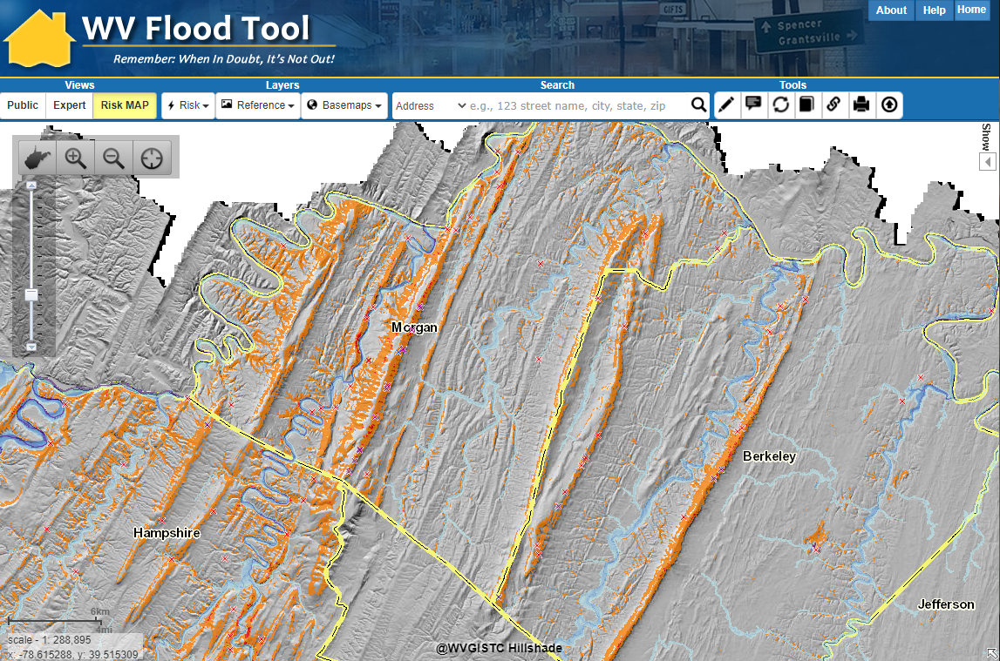 WV Flood Tool
Remember: When In Doubt, It's Not Out!
GIFTS
Spencer
Grantsville
About Help Home
Views Layers Search Tools
Public Expert Risk MAP Risk Reference Basemaps Address e.g., 123 street name, city, state, zip
Show
Morgan
Berkeley
Hampshire
Jefferson
6km
4mi
scale - 1: 288,895
x: -78.615288, y: 39.515309
@WVGISTC Hillshade